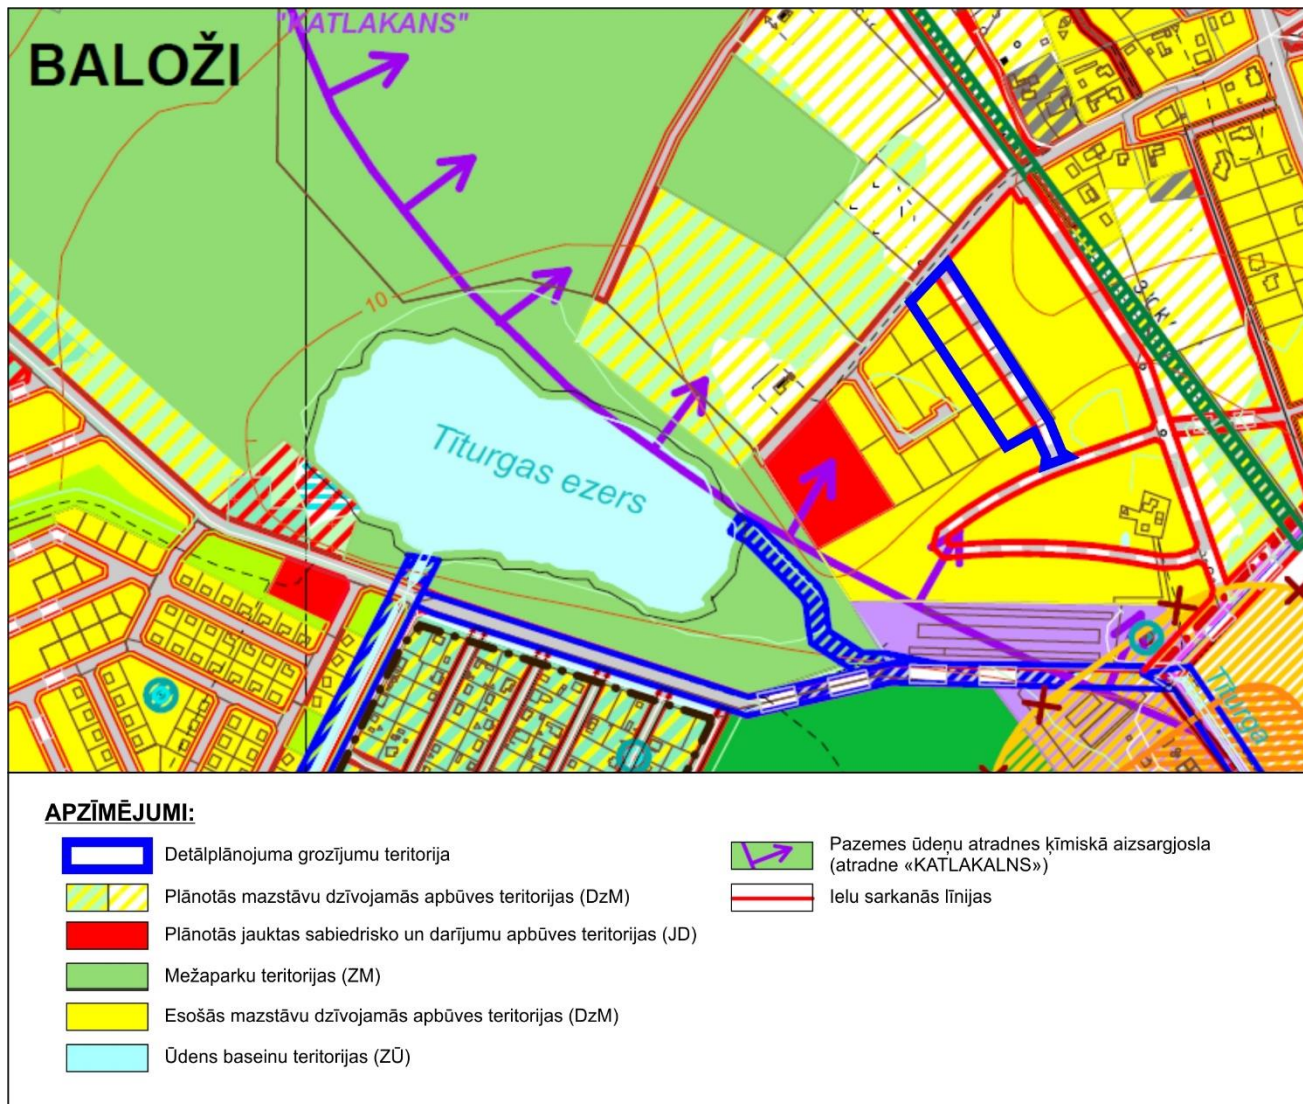 "KATLAKANS"
BALOŽI
10
Tīturgas ezers
Tīturga
APZĪMĒJUMI:
Detālplānojuma grozījumu teritorija
Plānotās mazstāvu dzīvojamās apbūves teritorijas (DzM)
Plānotās jauktas sabiedrisko un darījumu apbūves teritorijas (JD)
Mežaparku teritorijas (ZM)
Esošās mazstāvu dzīvojamās apbūves teritorijas (DzM)
Ūdens baseinu teritorijas (ZŪ)
Pazemes ūdeņu atradnes ķīmiskā aizsargjosla
(atradne «KATLAKALNS»)
Ielu sarkanās līnijas